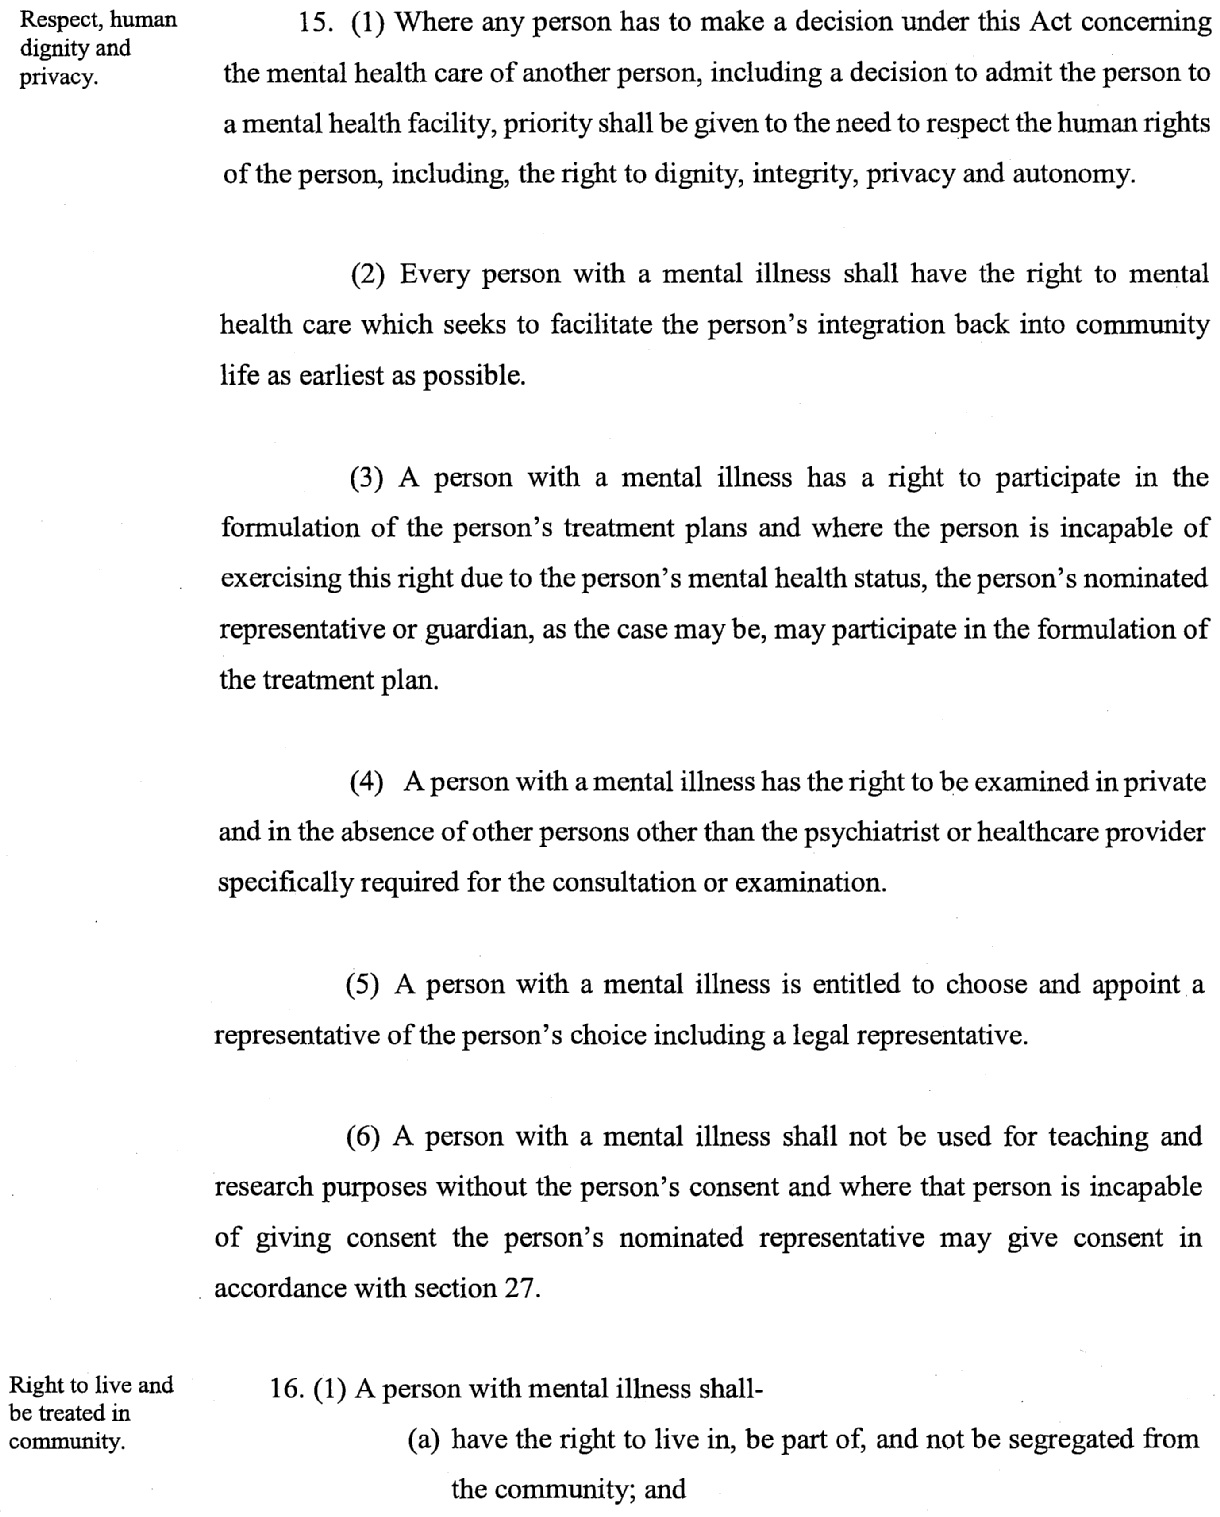 Respect, human
dignity and
privacy.
15. (1) Where any person has to make a decision under this Act concerning
the mental health care of another person, including a decision to admit the person to
a mental health facility, priority shall be given to the need to respect the human rights
of the person, including, the right to dignity, integrity, privacy and autonomy.
(2) Every person with a mental illness shall have the right to mental
health care which seeks to facilitate the person's integration back into community
life as earliest as possible.
(3) A person with a mental illness has a right to participate in the
formulation of the person's treatment plans and where the person is incapable of
exercising this right due to the person's mental health status, the person's nominated
representative or guardian, as the case may be, may participate in the formulation of
the treatment plan.
(4) A person with a mental illness has the right to be examined in private
and in the absence of other persons other than the psychiatrist or healthcare provider
specifically required for the consultation or examination.
(5) A person with a mental illness is entitled to choose and appoint a
representative of the person's choice including a legal representative.
(6) A person with a mental illness shall not be used for teaching and
research purposes without the person's consent and where that person is incapable
of giving consent the person's nominated representative may give consent in
accordance with section 27.
Right to live and
be treated in
community.
16. (1) A person with mental illness shall-
(a) have the right to live in, be part of, and not be segregated from
the community; and